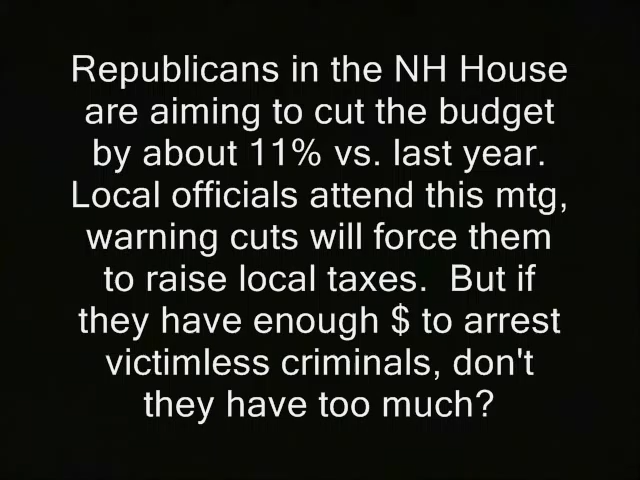 Republicans in the NH House
are aiming to cut the budget
by about 11% vs. last year.
Local officials attend this mtg,
warning cuts will force them
to raise local taxes.  But if
they have enough $ to arrest
victimless criminals, don't
they have too much?